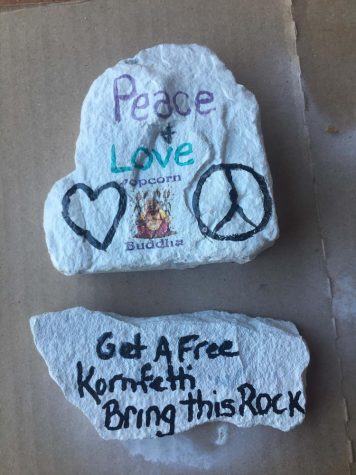 Peace
&
Love
Popcorn
Buddha
Get A Free
Kornfetti
Bring this Rock